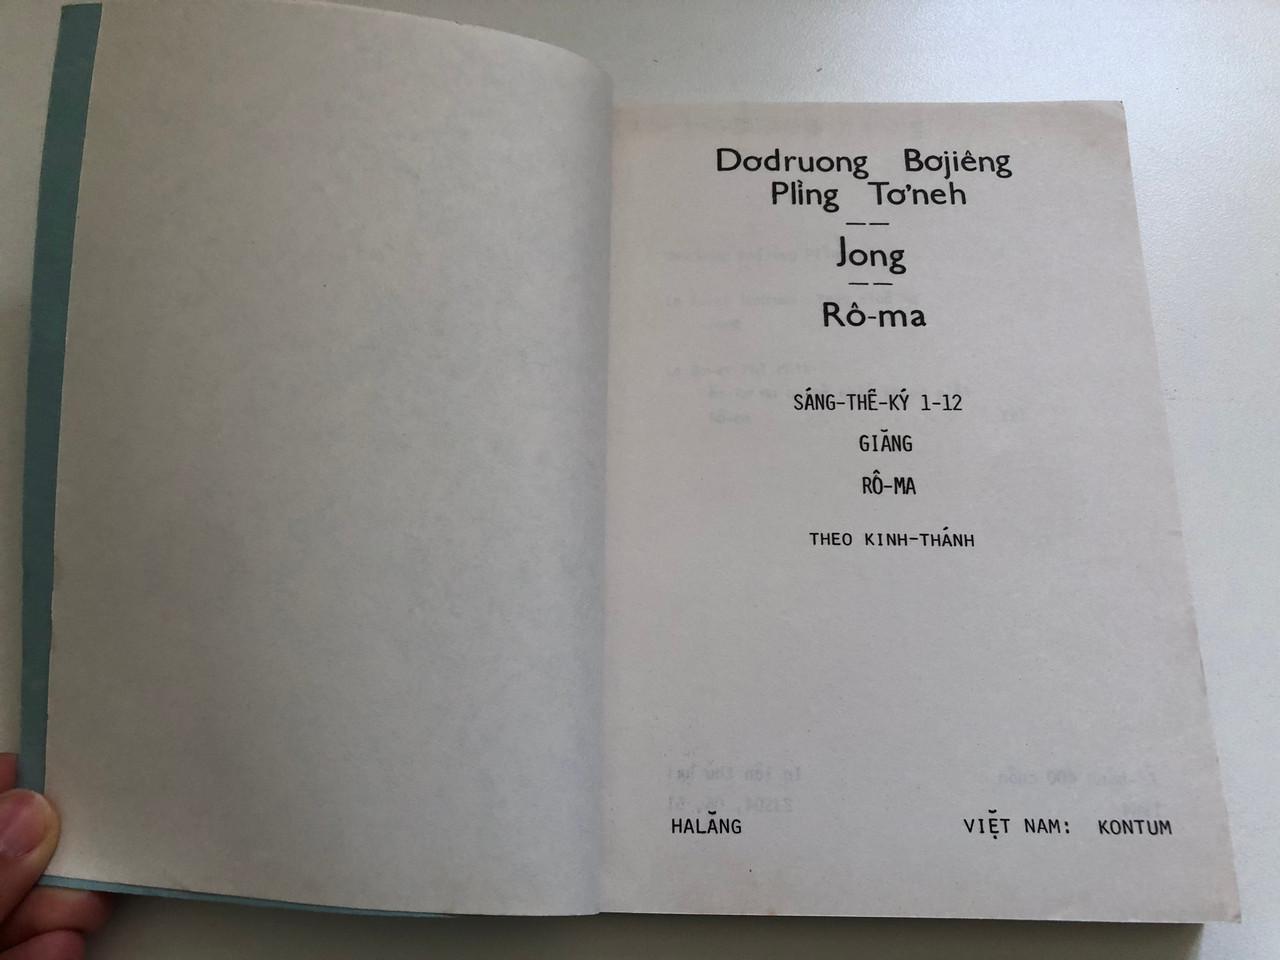 Dơdruong Bơjiêng
Plìng Tơ'neh
Jong
Rô-ma
SÁNG-THẾ-KÝ 1-12
GIĂNG
RÔ-MA
THEO KINH-THÁNH
HALĂNG
VIỆT NAM: KONTUM